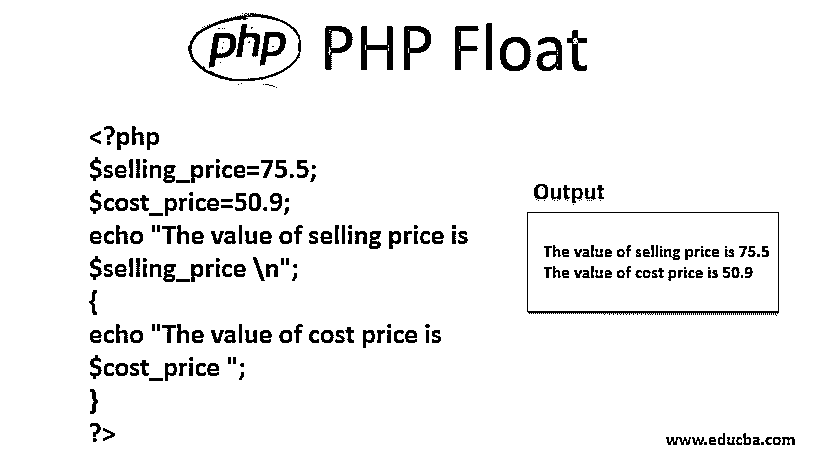 php PHP Float
<?php
$selling_price=75.5;
$cost_price=50.9;
echo "The value of selling price is
$selling_price \n";
{
echo "The value of cost price is
$cost_price ";
}
?>
Output
The value of selling price is 75.5
The value of cost price is 50.9
www.educba.com